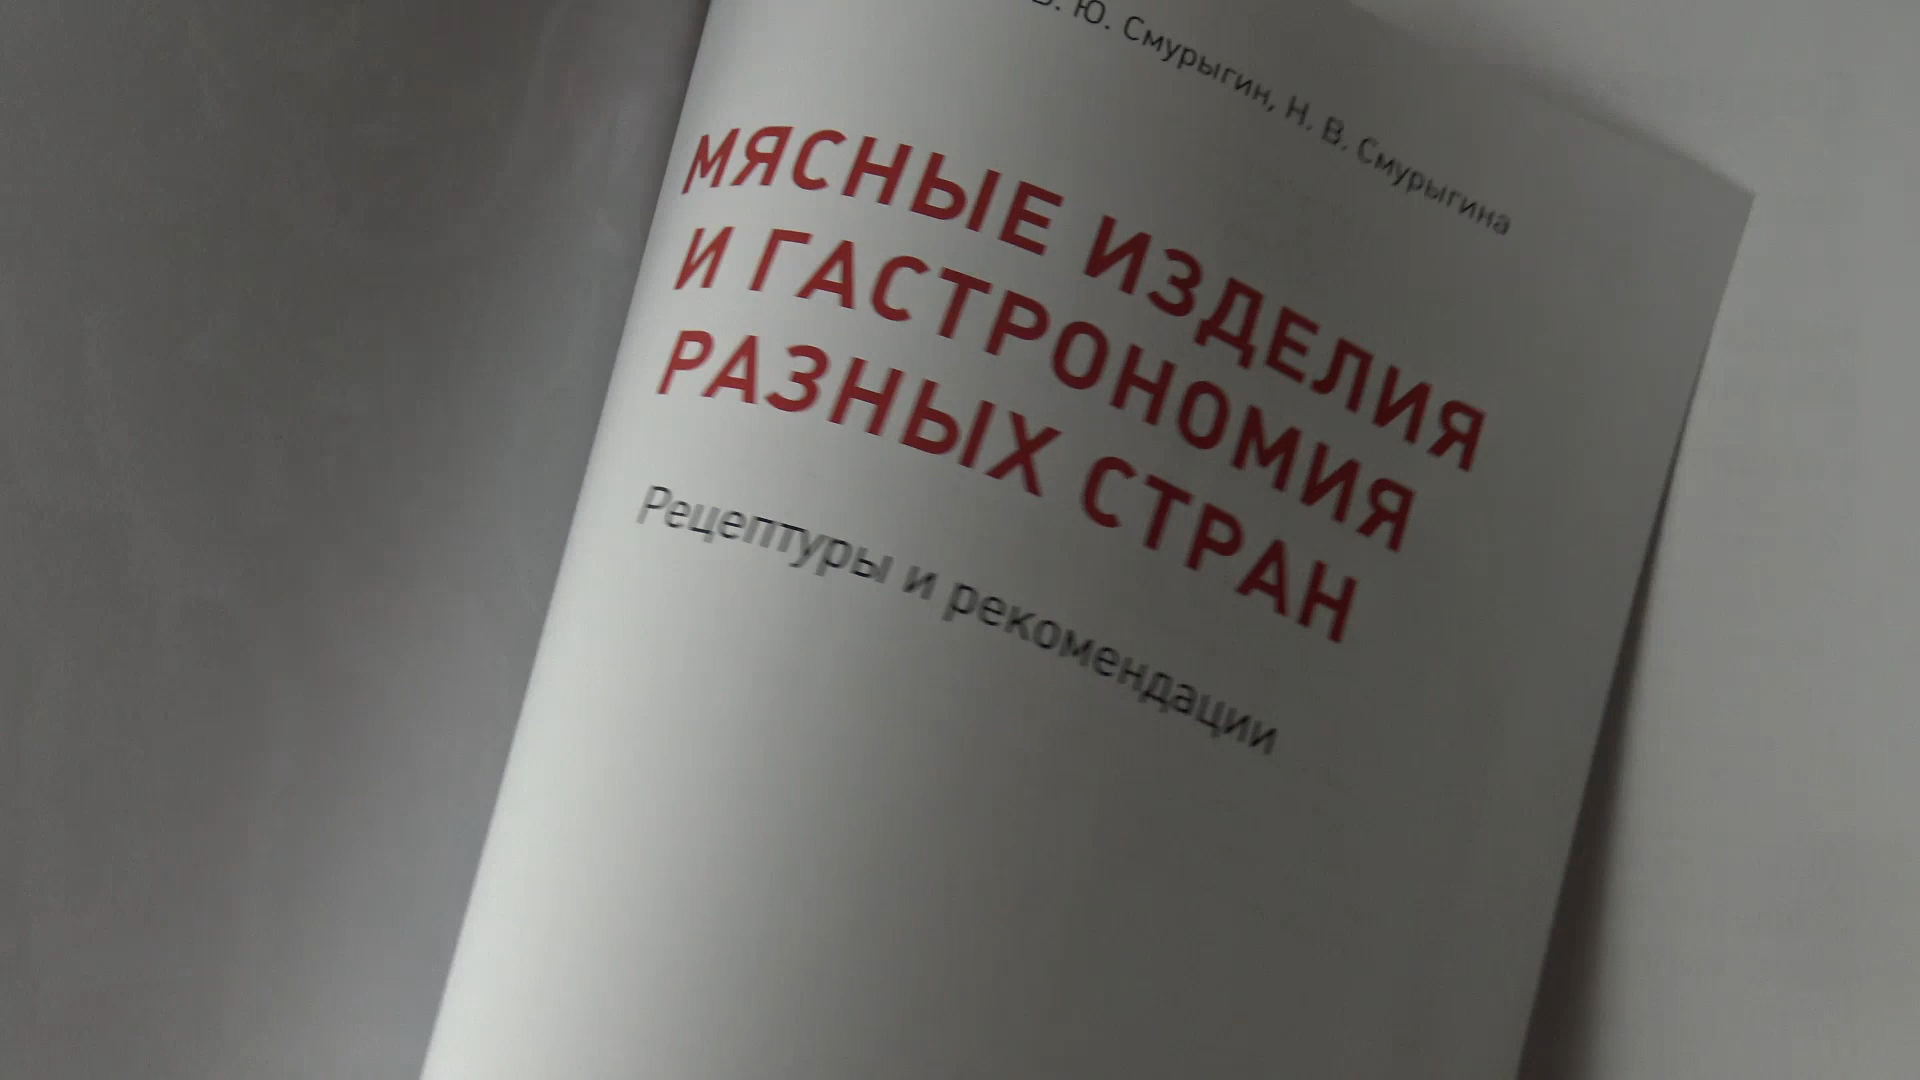 Ю. Смурыгин, Н. В. Смурыгина
МЯСНЫЕ ИЗДЕЛИЯ
И ГАСТРОНОМИЯ
РАЗНЫХ СТРАН
Рецептуры и рекомендации